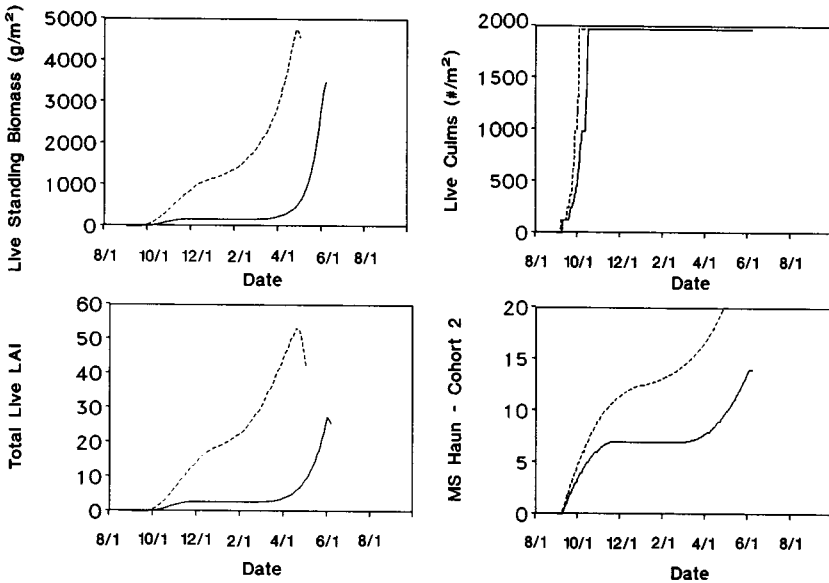 Live Standing Biomass (g/m²)
5000
4000
3000
2000
1000
0
8/1 10/1 12/1 2/1 4/1 6/1 8/1
Date
Live Culms (#/m²)
2000
1500
1000
500
0
8/1 10/1 12/1 2/1 4/1 6/1 8/1
Date
Total Live LAI
60
50
40
30
20
10
0
8/1 10/1 12/1 2/1 4/1 6/1 8/1
Date
MS Haun - Cohort 2
20
15
10
5
0
8/1 10/1 12/1 2/1 4/1 6/1 8/1
Date